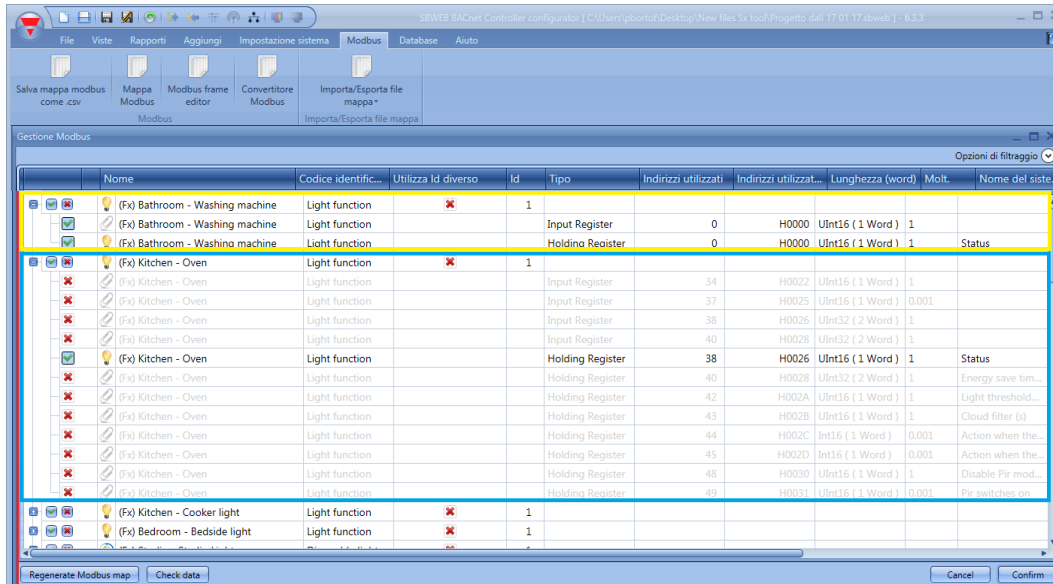 SBWEB BACnet Controller configurator [ C:\Users\pbortot\Desktop\New files Sx tool\Progetto dali 17 01 17.sbweb ] - 6.3.3
File Viste Rapporti Aggiungi Impostazione sistema Modbus Database Aiuto
Salva mappa modbus come .csv
Mappa Modbus
Modbus frame editor
Convertitore Modbus
Importa/Esporta file mappa
Modbus
Importa/Esporta file mappa
Gestione Modbus
Opzioni di filtraggio
Nome Codice identific... Utilizza Id diverso Id Tipo Indirizzi utilizzati Indirizzi utilizzat... Lunghezza (word) Molt. Nome del siste...
(Fx) Bathroom - Washing machine Light function 1
(Fx) Bathroom - Washing machine Light function Input Register 0 H0000 UInt16 ( 1 Word ) 1
(Fx) Bathroom - Washing machine Light function Holding Register 0 H0000 UInt16 ( 1 Word ) 1 Status
(Fx) Kitchen - Oven Light function 1
(Fx) Kitchen - Oven Light function Input Register 34 H0022 UInt16 ( 1 Word ) 1
(Fx) Kitchen - Oven Light function Input Register 37 H0025 UInt16 ( 1 Word ) 0.001
(Fx) Kitchen - Oven Light function Input Register 38 H0026 UInt32 ( 2 Word ) 1
(Fx) Kitchen - Oven Light function Input Register 40 H0028 UInt32 ( 2 Word ) 1
(Fx) Kitchen - Oven Light function Holding Register 38 H0026 UInt16 ( 1 Word ) 1 Status
(Fx) Kitchen - Oven Light function Holding Register 40 H0028 UInt32 ( 2 Word ) 1 Energy save tim...
(Fx) Kitchen - Oven Light function Holding Register 42 H002A UInt16 ( 1 Word ) 1 Light threshold...
(Fx) Kitchen - Oven Light function Holding Register 43 H002B UInt16 ( 1 Word ) 1 Cloud filter (s)
(Fx) Kitchen - Oven Light function Holding Register 44 H002C Int16 ( 1 Word ) 0.001 Action when the...
(Fx) Kitchen - Oven Light function Holding Register 45 H002D Int16 ( 1 Word ) 0.001 Action when the...
(Fx) Kitchen - Oven Light function Holding Register 48 H0030 UInt16 ( 1 Word ) 1 Disable Pir mod...
(Fx) Kitchen - Oven Light function Holding Register 49 H0031 UInt16 ( 1 Word ) 0.001 Pir switches on
(Fx) Kitchen - Cooker light Light function 1
(Fx) Bedroom - Bedside light Light function 1
Regenerate Modbus map Check data Cancel Confirm